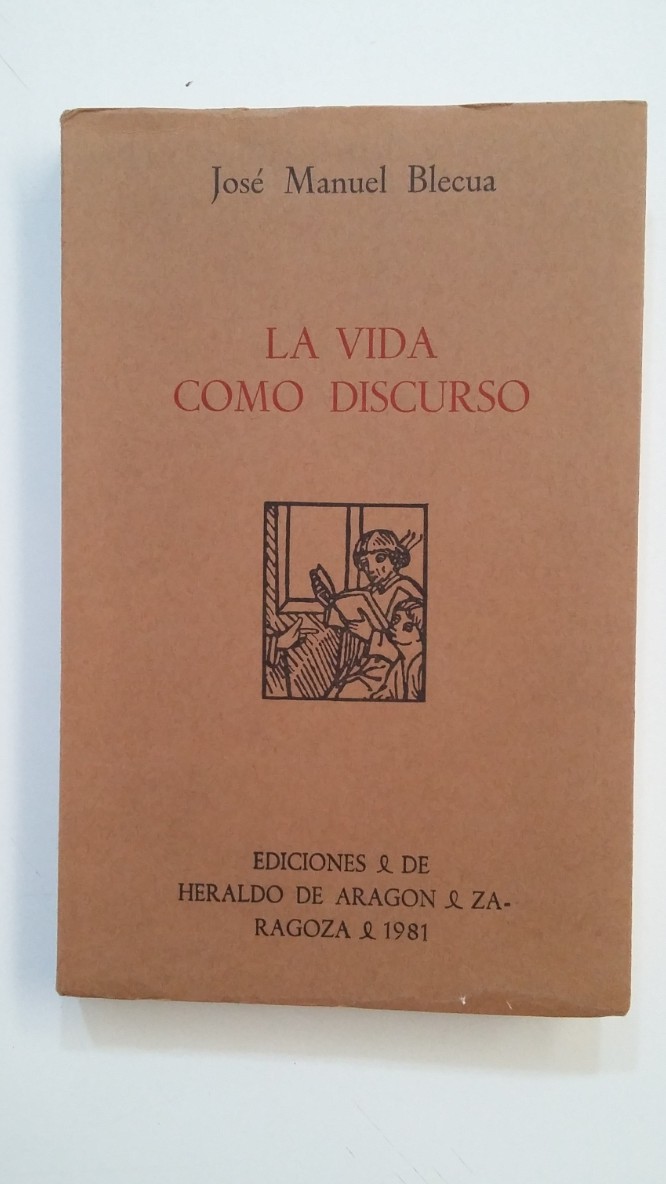 José Manuel Blecua
LA VIDA
COMO DISCURSO
EDICIONES & DE
HERALDO DE ARAGON & ZA-
RAGOZA & 1981